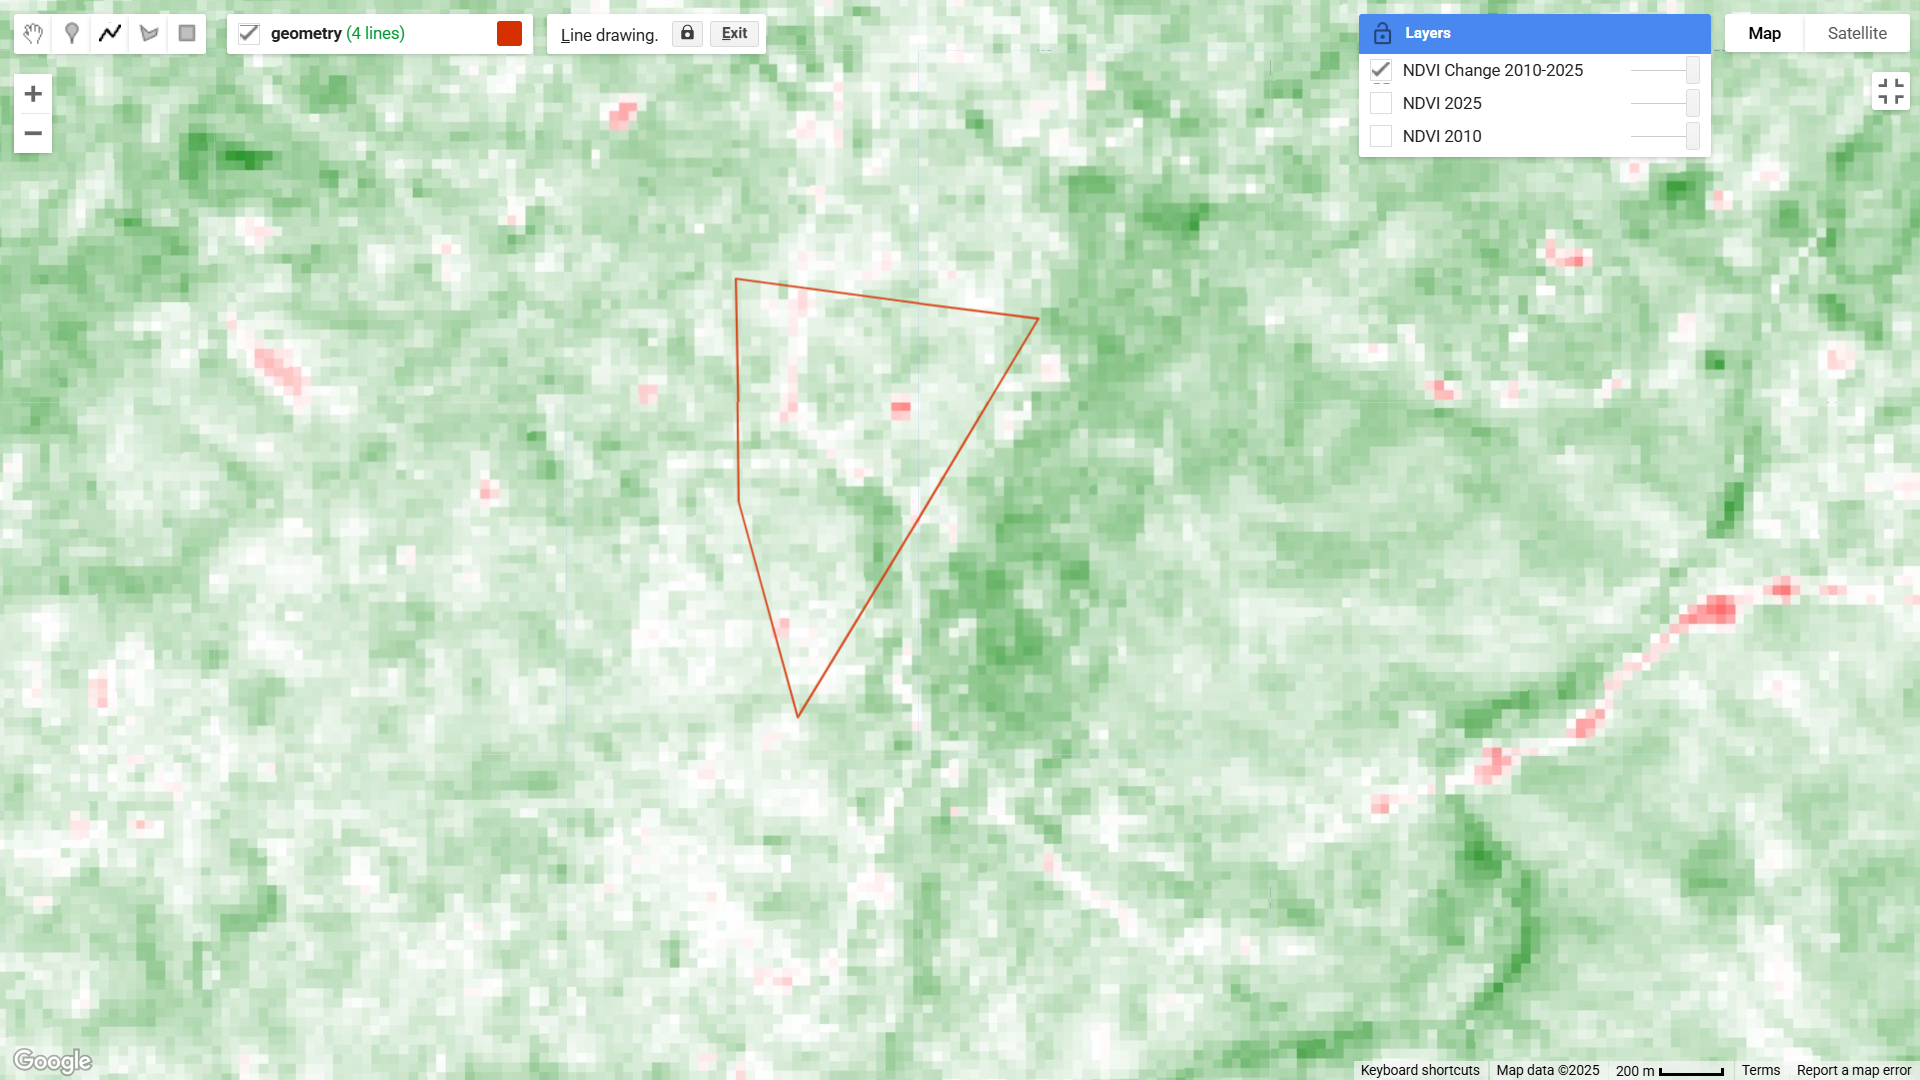 geometry (4 lines)
Line drawing.
Exit
Layers
NDVI Change 2010-2025
NDVI 2025
NDVI 2010
Map
Satellite
Google
Keyboard shortcuts
Map data ©2025
200 m
Terms
Report a map error